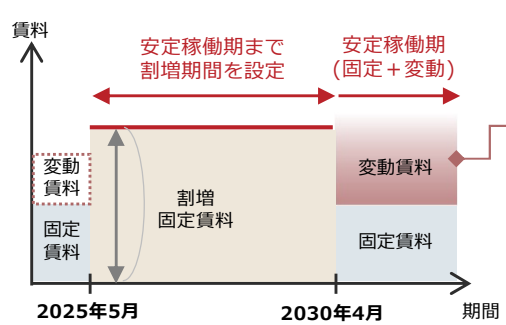 賃料
安定稼働期まで
割増期間を設定
安定稼働期
(固定＋変動)
変動
賃料
固定
賃料
割増
固定賃料
変動賃料
固定賃料
2025年5月
2030年4月
期間